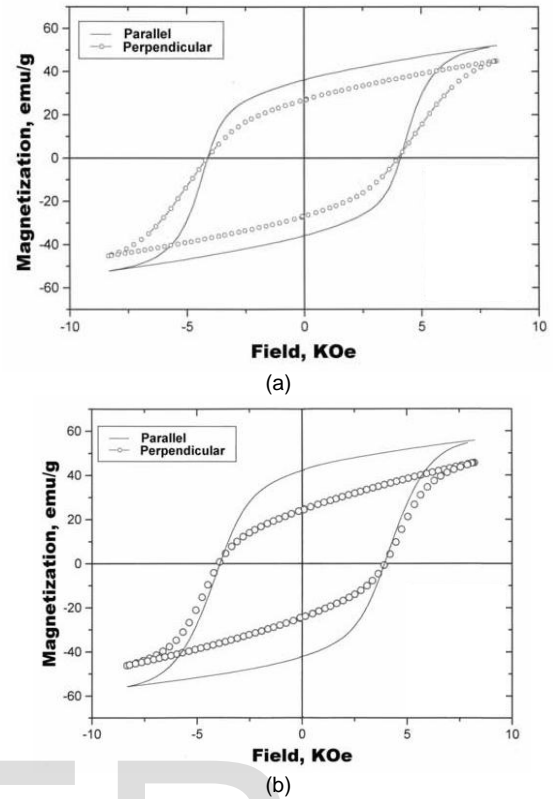 60
Parallel
Perpendicular
40
20
0
-20
-40
-60
-10
-5
0
5
10
Magnetization, emu/g
Field, KOe
(a)
60
Parallel
Perpendicular
40
20
0
-20
-40
-60
-10
-5
0
5
10
Magnetization, emu/g
Field, KOe
(b)